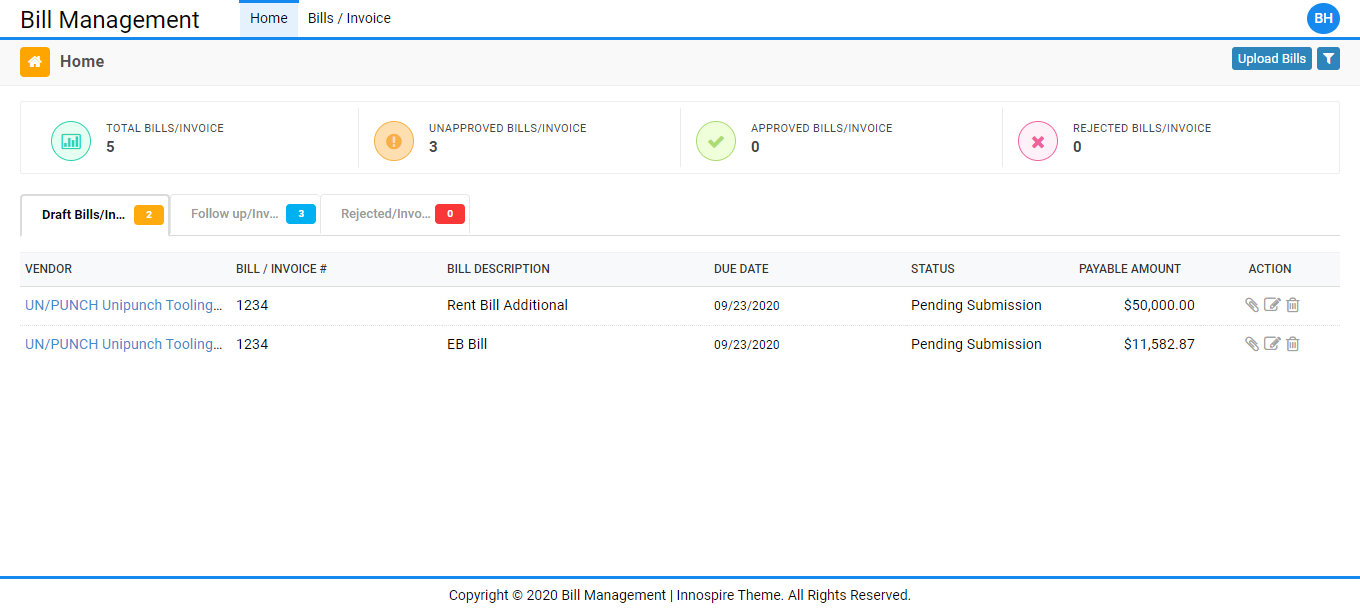 Bill Management Home Bills / Invoice BH
Home Upload Bills
TOTAL BILLS/INVOICE UNAPPROVED BILLS/INVOICE APPROVED BILLS/INVOICE REJECTED BILLS/INVOICE
5 3 0 0
Draft Bills/In... 2 Follow up/Inv... 3 Rejected/Invo... 0
VENDOR BILL / INVOICE # BILL DESCRIPTION DUE DATE STATUS PAYABLE AMOUNT ACTION
UN/PUNCH Unipunch Tooling... 1234 Rent Bill Additional 09/23/2020 Pending Submission $50,000.00
UN/PUNCH Unipunch Tooling... 1234 EB Bill 09/23/2020 Pending Submission $11,582.87
Copyright © 2020 Bill Management | Innospire Theme. All Rights Reserved.